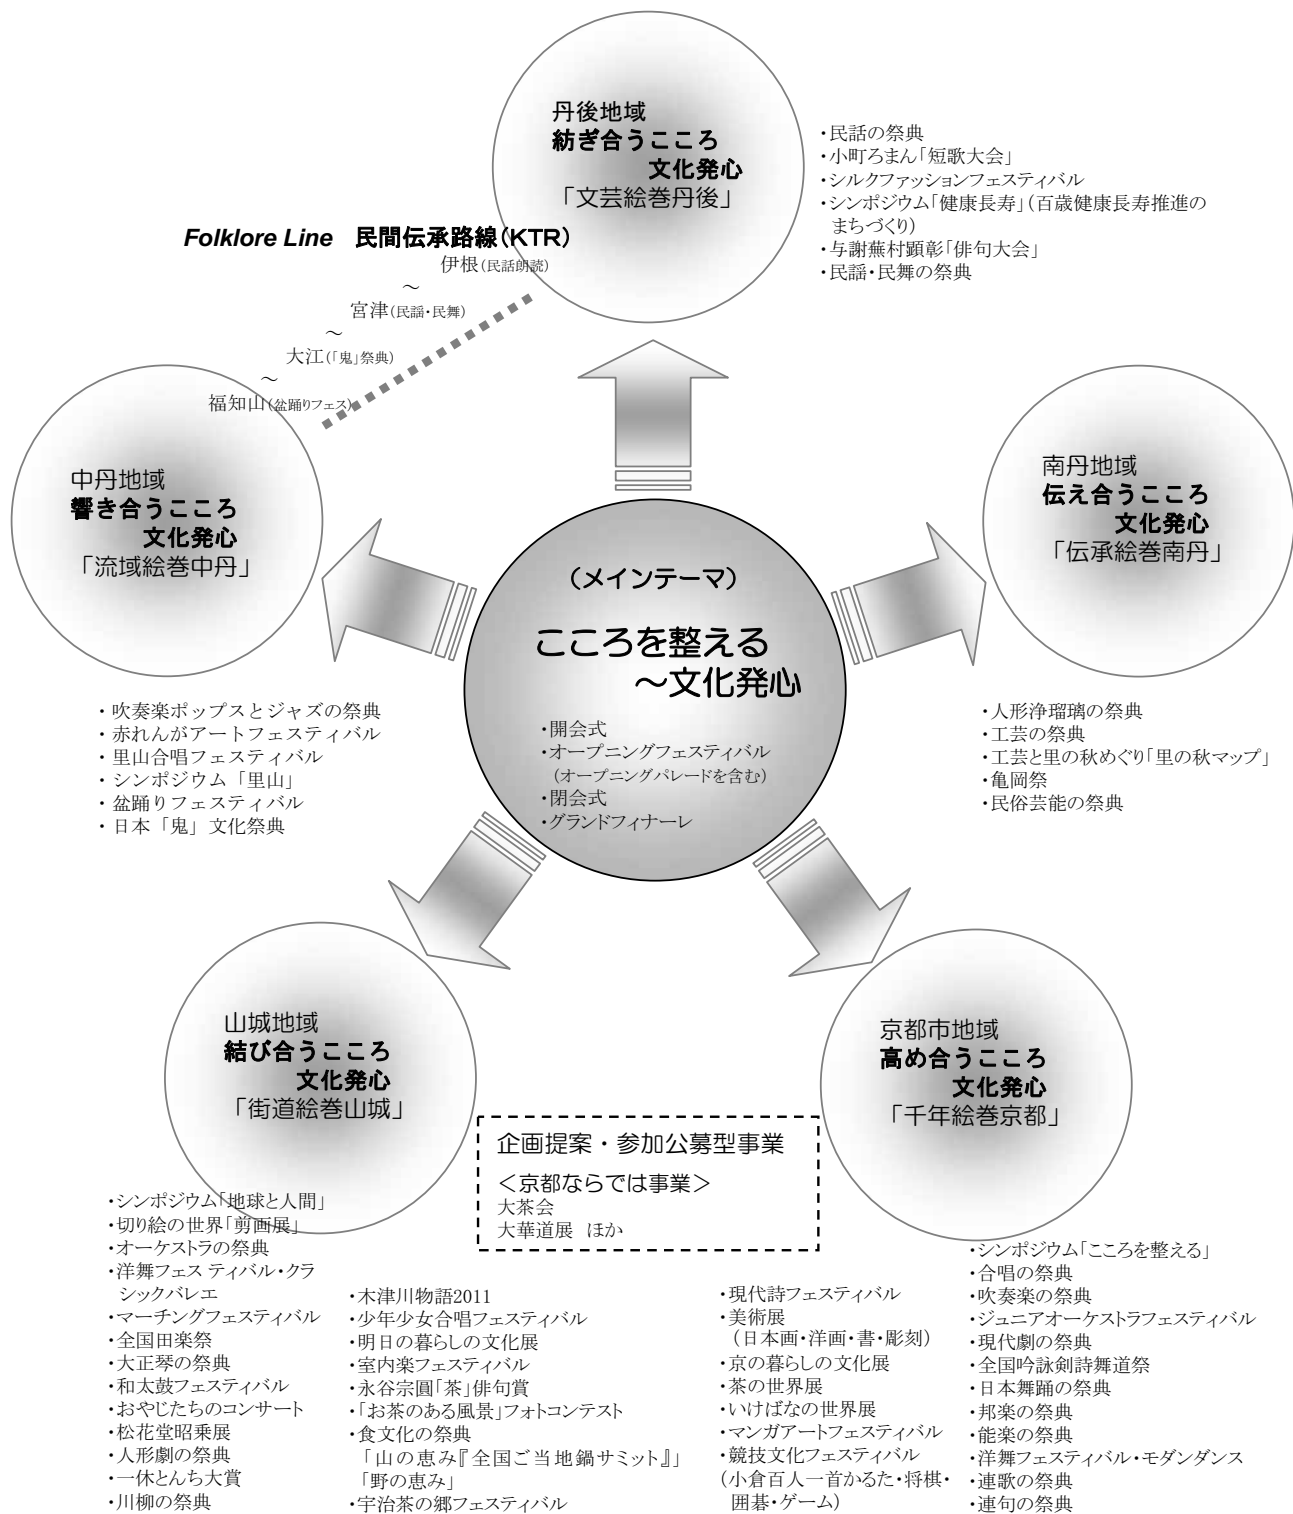 丹後地域
紡ぎ合うこころ
文化発心
「文芸絵巻丹後」
・民話の祭典
・小町ろまん「短歌大会」
・シルクファッションフェスティバル
・シンポジウム「健康長寿」(百歳健康長寿推進の
まちづくり)
・与謝蕪村顕彰「俳句大会」
・民謡・民舞の祭典
Folklore Line 民間伝承路線(KTR)
伊根(民話朗読)
～
宮津(民謡・民舞)
～
大江(「鬼」祭典)
～
福知山(盆踊りフェス)
中丹地域
響き合うこころ
文化発心
「流域絵巻中丹」
・吹奏楽ポップスとジャズの祭典
・赤れんがアートフェスティバル
・里山合唱フェスティバル
・シンポジウム「里山」
・盆踊りフェスティバル
・日本「鬼」文化祭典
南丹地域
伝え合うこころ
文化発心
「伝承絵巻南丹」
・人形浄瑠璃の祭典
・工芸の祭典
・工芸と里の秋めぐり「里の秋マップ」
・亀岡祭
・民俗芸能の祭典
(メインテーマ)
こころを整える
～文化発心
・開会式
・オープニングフェスティバル
(オープニングパレードを含む)
・閉会式
・グランドフィナーレ
山城地域
結び合うこころ
文化発心
「街道絵巻山城」
・シンポジウム「地球と人間」
・切り絵の世界「剪画展」
・オーケストラの祭典
・洋舞フェスティバル・クラ
シックバレエ
・マーチングフェスティバル
・全国田楽祭
・大正琴の祭典
・和太鼓フェスティバル
・おやじたちのコンサート
・松花堂昭乗展
・人形劇の祭典
・一休とんち大賞
・川柳の祭典
・木津川物語2011
・少年少女合唱フェスティバル
・明日の暮らしの文化展
・室内楽フェスティバル
・永谷宗圓「茶」俳句賞
・「お茶のある風景」フォトコンテスト
・食文化の祭典
「山の恵み『全国ご当地鍋サミット』」
「野の恵み」
・宇治茶の郷フェスティバル
企画提案・参加公募型事業
＜京都ならでは事業＞
大茶会
大華道展 ほか
京都市地域
高め合うこころ
文化発心
「千年絵巻京都」
・現代詩フェスティバル
・美術展
(日本画・洋画・書・彫刻)
・京の暮らしの文化展
・茶の世界展
・いけばなの世界展
・マンガアートフェスティバル
・競技文化フェスティバル
(小倉百人一首かるた・将棋・
囲碁・ゲーム)
・シンポジウム「こころを整える」
・合唱の祭典
・吹奏楽の祭典
・ジュニアオーケストラフェスティバル
・現代劇の祭典
・全国吟詠剣詩舞道祭
・日本舞踊の祭典
・邦楽の祭典
・能楽の祭典
・洋舞フェスティバル・モダンダンス
・連歌の祭典
・連句の祭典